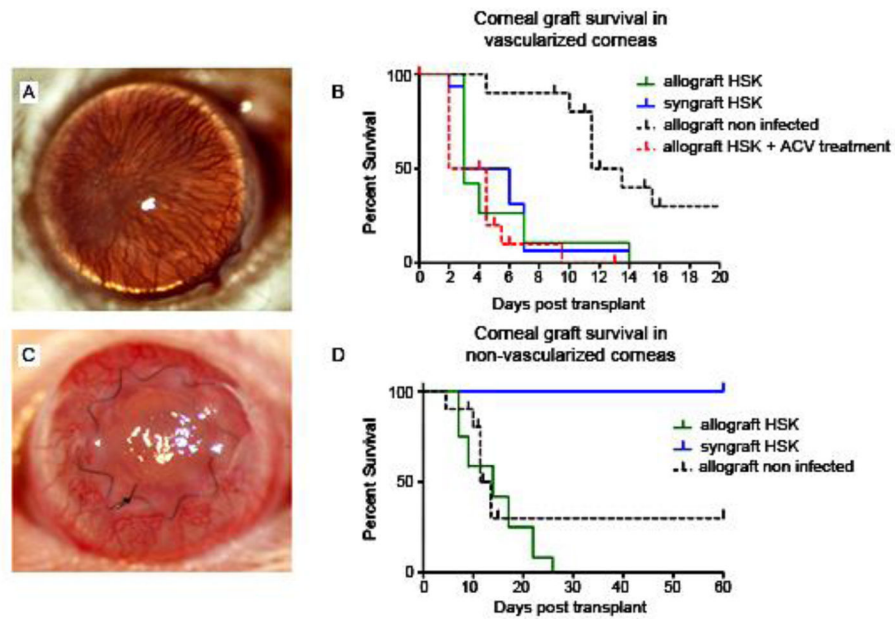 A
B
Corneal graft survival in
vascularized corneas
Percent Survival
100
50
0
allograft HSK
syngraft HSK
allograft non infected
allograft HSK + ACV treatment
0 2 4 6 8 10 12 14 16 18 20
Days post transplant
C
D
Corneal graft survival in
non-vascularized corneas
Percent Survival
100
50
0
allograft HSK
syngraft HSK
allograft non infected
0 10 20 30 40 50 60
Days post transplant